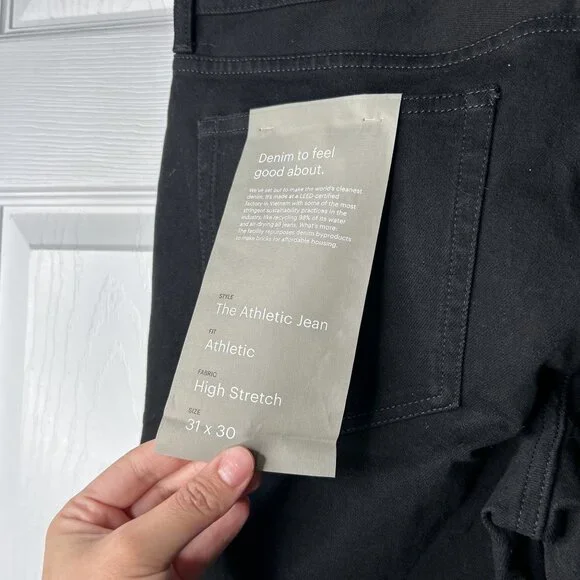 Denim to feel
good about.
We've set out to make the world's cleanest
denim. It's made at a LEED-certified
factory in Vietnam with some of the most
stringent sustainability practices in the
industry, like recycling 98% of its water
and air-drying all jeans. What's more:
the facility repurposes denim byproducts
to make bricks for affordable housing.
STYLE
The Athletic Jean
FIT
Athletic
FABRIC
High Stretch
SIZE
31 x 30